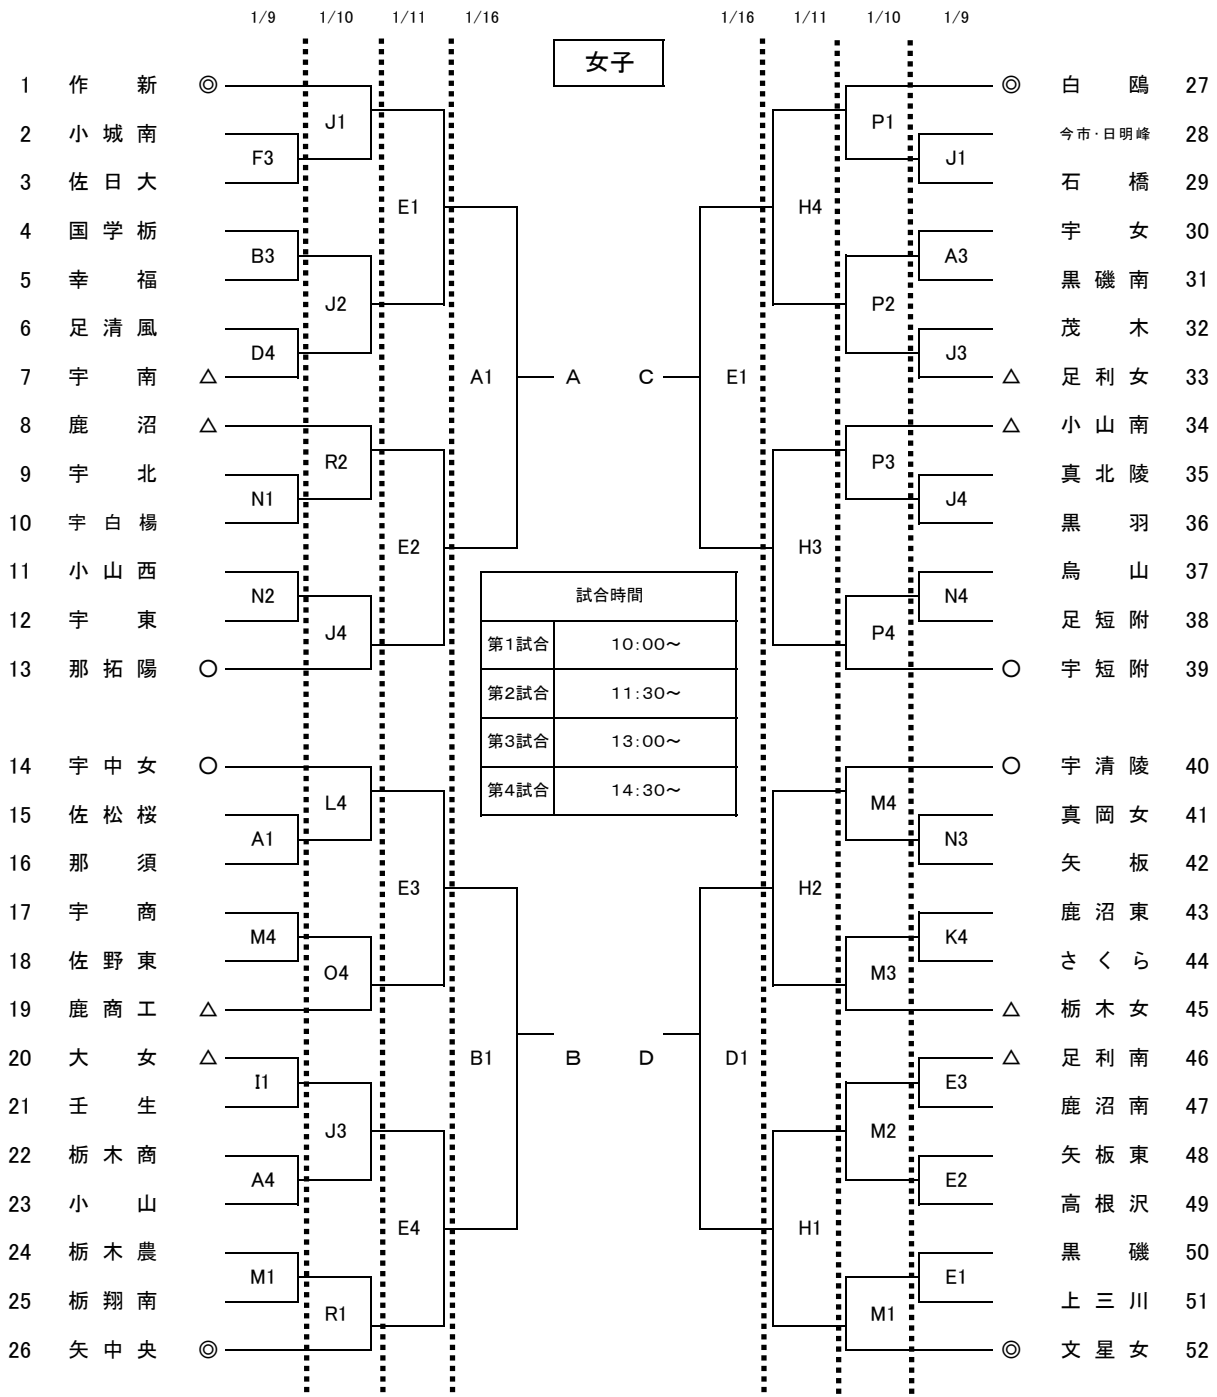 1/9 1/10 1/11 1/16 1/16 1/11 1/10 1/9
女子
1 作新 ◎ ◎ 白鴎 27
J1 P1
2 小城南 今市・日明峰 28
F3 J1
3 佐日大 石橋 29
E1 H4
4 国学栃 宇女 30
B3 A3
5 幸福 黒磯南 31
J2 P2
6 足清風 茂木 32
D4 J3
7 宇南 △ A1 A C E1 △ 足利女 33
8 鹿沼 △ △ 小山南 34
R2 P3
9 宇北 真北陵 35
N1 J4
10 宇白楊 黒羽 36
E2 H3
11 小山西 烏山 37
N2 試合時間 N4
12 宇東 足短附 38
J4 第1試合 10:00～ P4
13 那拓陽 ○ ○ 宇短附 39
第2試合 11:30～
第3試合 13:00～
14 宇中女 ○ ○ 宇清陵 40
第4試合 14:30～
L4 M4
15 佐松桜 真岡女 41
A1 N3
16 那須 矢板 42
E3 H2
17 宇商 鹿沼東 43
M4 K4
18 佐野東 さくら 44
O4 M3
19 鹿商工 △ △ 栃木女 45
20 大女 △ B1 B D D1 △ 足利南 46
I1 E3
21 壬生 鹿沼南 47
J3 M2
22 栃木商 矢板東 48
A4 E2
23 小山 高根沢 49
E4 H1
24 栃木農 黒磯 50
M1 E1
25 栃翔南 上三川 51
R1 M1
26 矢中央 ◎ ◎ 文星女 52